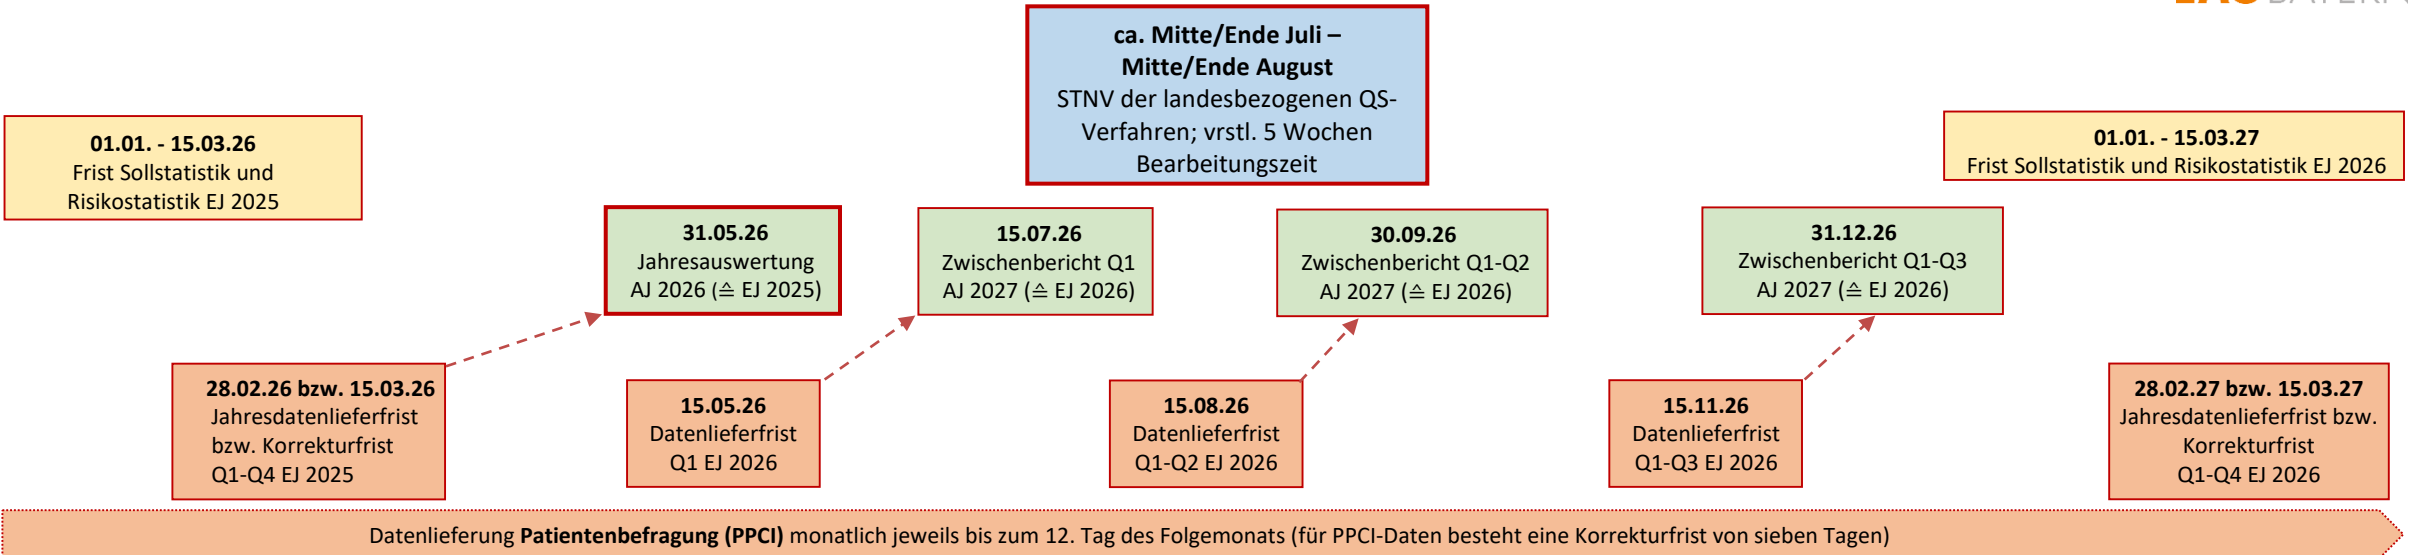 ca. Mitte/Ende Juli –
Mitte/Ende August
STNV der landesbezogenen QS-
Verfahren; vrstl. 5 Wochen
Bearbeitungszeit
01.01. - 15.03.26
Frist Sollstatistik und
Risikostatistik EJ 2025
01.01. - 15.03.27
Frist Sollstatistik und Risikostatistik EJ 2026
31.05.26
Jahresauswertung
AJ 2026 (≙ EJ 2025)
15.07.26
Zwischenbericht Q1
AJ 2027 (≙ EJ 2026)
30.09.26
Zwischenbericht Q1-Q2
AJ 2027 (≙ EJ 2026)
31.12.26
Zwischenbericht Q1-Q3
AJ 2027 (≙ EJ 2026)
28.02.26 bzw. 15.03.26
Jahresdatenlieferfrist
bzw. Korrekturfrist
Q1-Q4 EJ 2025
15.05.26
Datenlieferfrist
Q1 EJ 2026
15.08.26
Datenlieferfrist
Q1-Q2 EJ 2026
15.11.26
Datenlieferfrist
Q1-Q3 EJ 2026
28.02.27 bzw. 15.03.27
Jahresdatenlieferfrist bzw.
Korrekturfrist
Q1-Q4 EJ 2026
Datenlieferung Patientenbefragung (PPCI) monatlich jeweils bis zum 12. Tag des Folgemonats (für PPCI-Daten besteht eine Korrekturfrist von sieben Tagen)